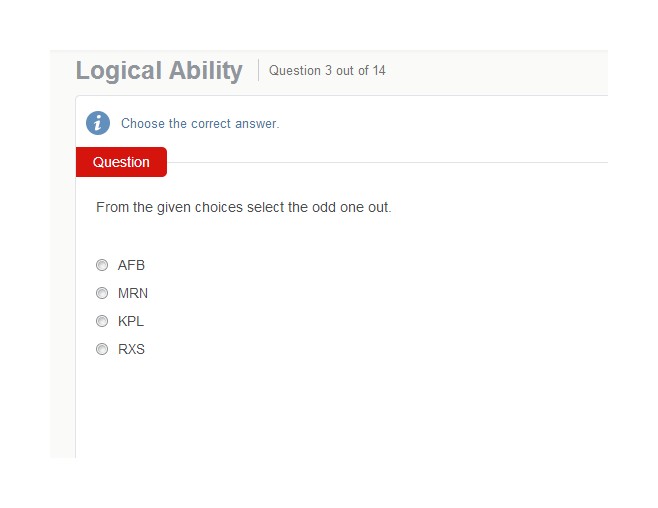 Logical Ability
Question 3 out of 14
i
Choose the correct answer.
Question
From the given choices select the odd one out.
AFB
MRN
KPL
RXS